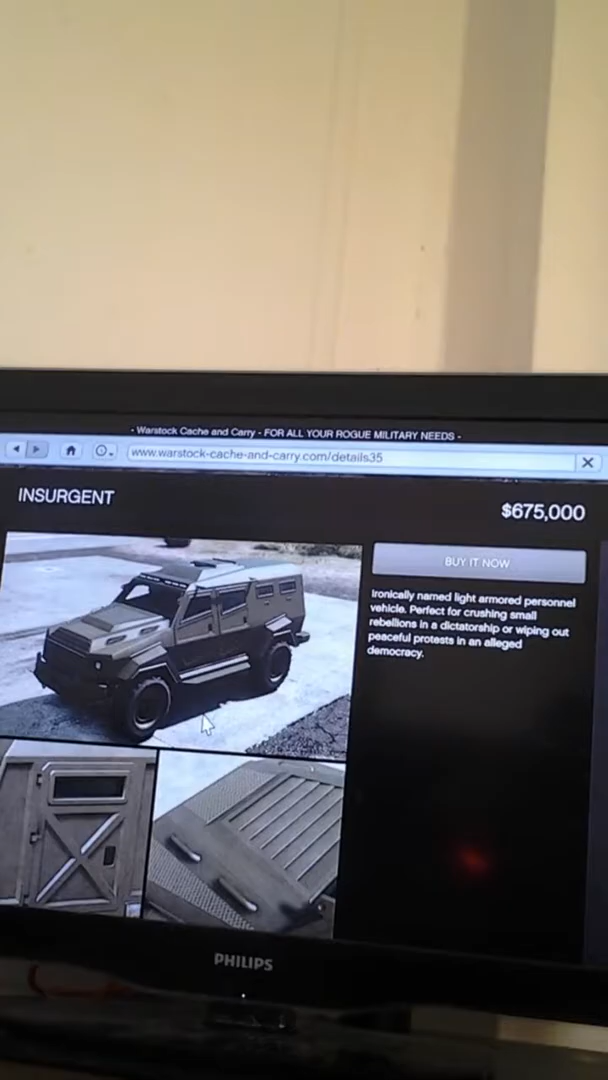 - Warstock Cache and Carry - FOR ALL YOUR ROGUE MILITARY NEEDS -
www.warstock-cache-and-carry.com/details35
INSURGENT
$675,000
BUY IT NOW
Ironically named light armored personnel
vehicle. Perfect for crushing small
rebellions in a dictatorship or wiping out
peaceful protests in an alleged
democracy.
PHILIPS